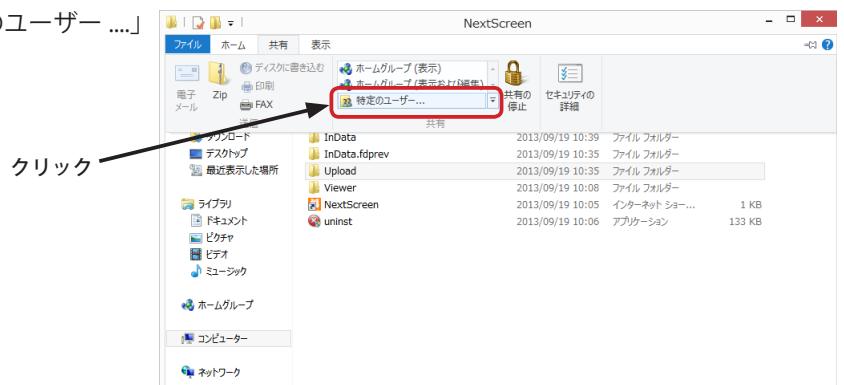 のユーザー ....」
NextScreen
ファイル ホーム 共有 表示
ディスクに書き込む
印刷
FAX
電子
メール
Zip
ホームグループ (表示)
ホームグループ (表示および編集)
特定のユーザー...
共有の
停止
セキュリティの
詳細
送信
共有
クリック
ダウンロード
デスクトップ
最近表示した場所
ライブラリ
ドキュメント
ピクチャ
ビデオ
ミュージック
ホームグループ
コンピューター
ネットワーク
InData 2013/09/19 10:39 ファイル フォルダー
InData.fdprev 2013/09/19 10:35 ファイル フォルダー
Upload 2013/09/19 10:35 ファイル フォルダー
Viewer 2013/09/19 10:08 ファイル フォルダー
NextScreen 2013/09/19 10:05 インターネット ショー... 1 KB
uninst 2013/09/19 10:06 アプリケーション 133 KB